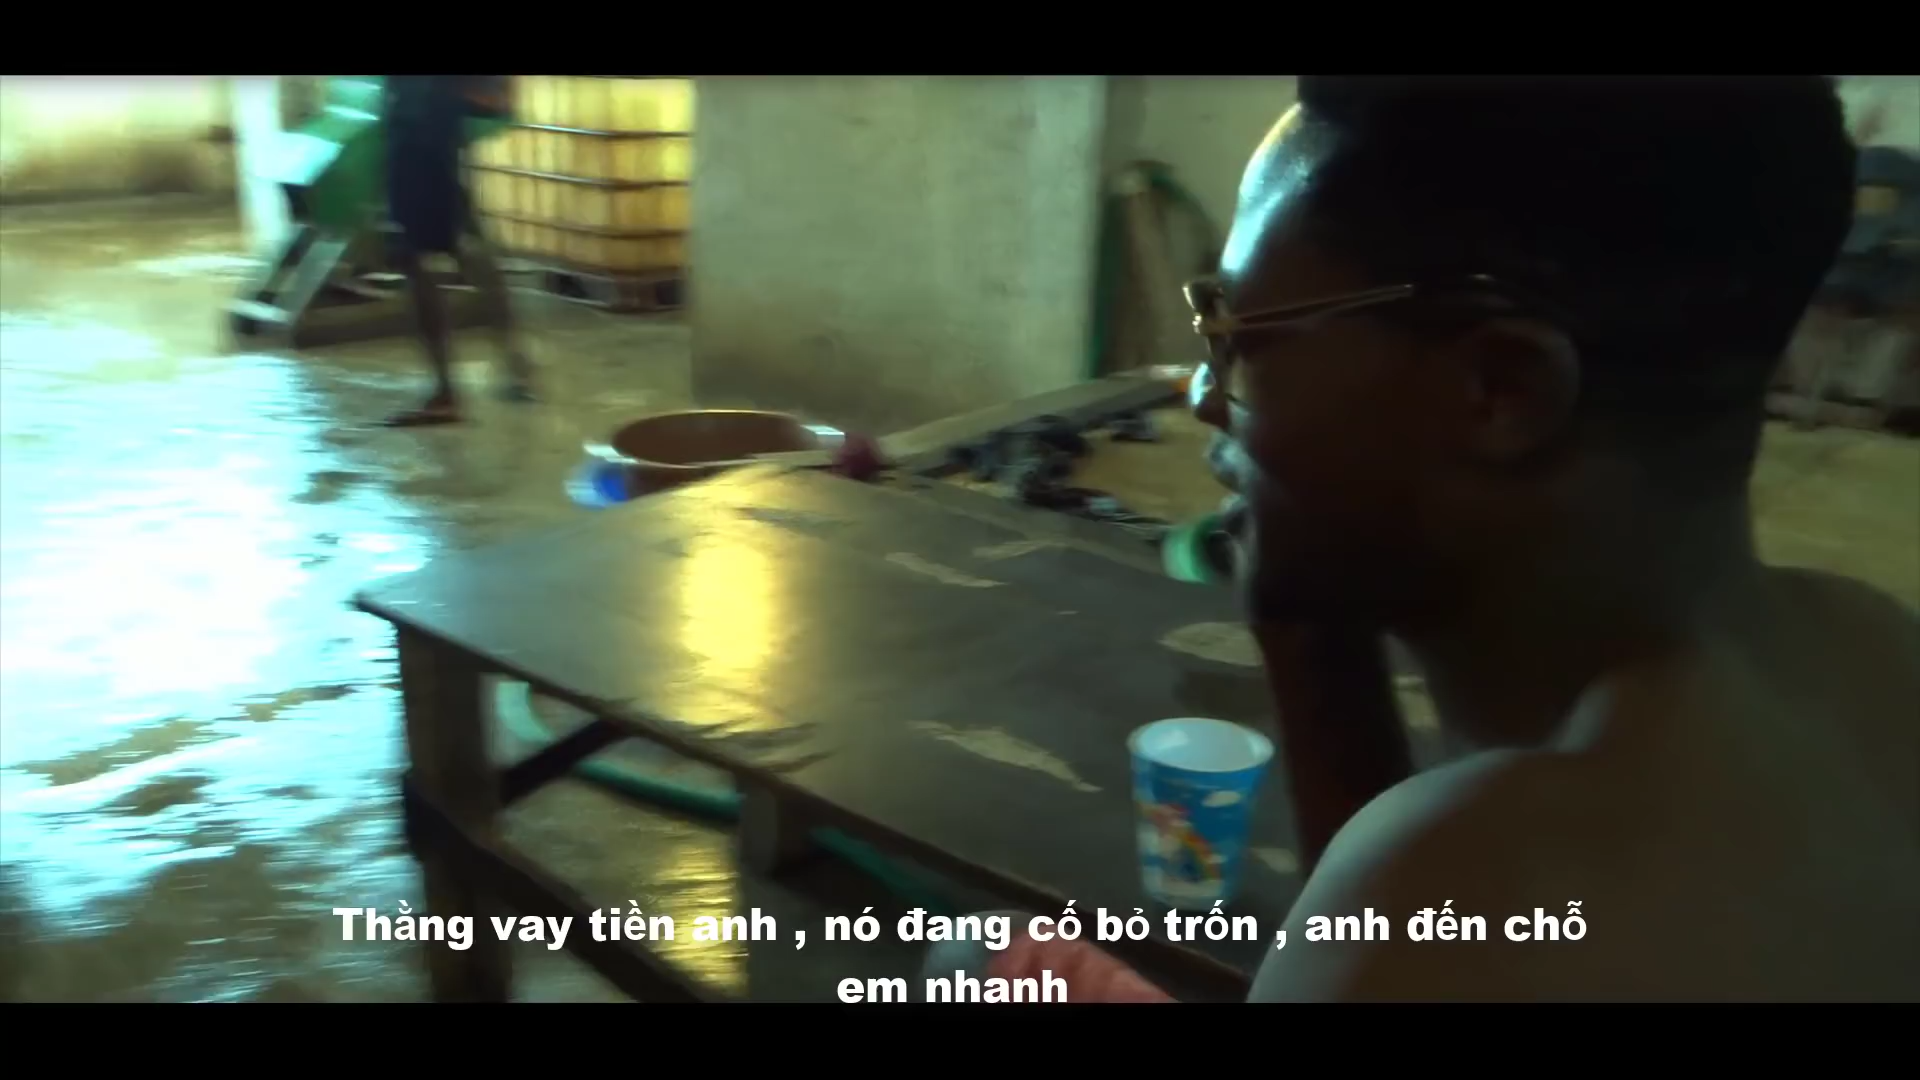 Thằng vay tiền anh , nó đang cố bỏ trốn , anh đến chỗ
em nhanh